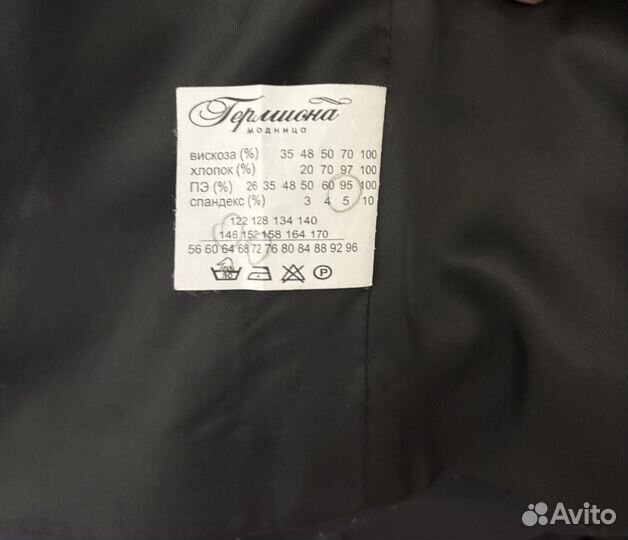 Гермиона
МОДНИЦА
вискоза (%) 35 48 50 70 100
хлопок (%) 20 70 97 100
ПЭ (%) 26 35 48 50 60 95 100
спандекс (%) 3 4 5 10
122 128 134 140
146 152 158 164 170
56 60 64 68 72 76 80 84 88 92 96
30
P
Avito